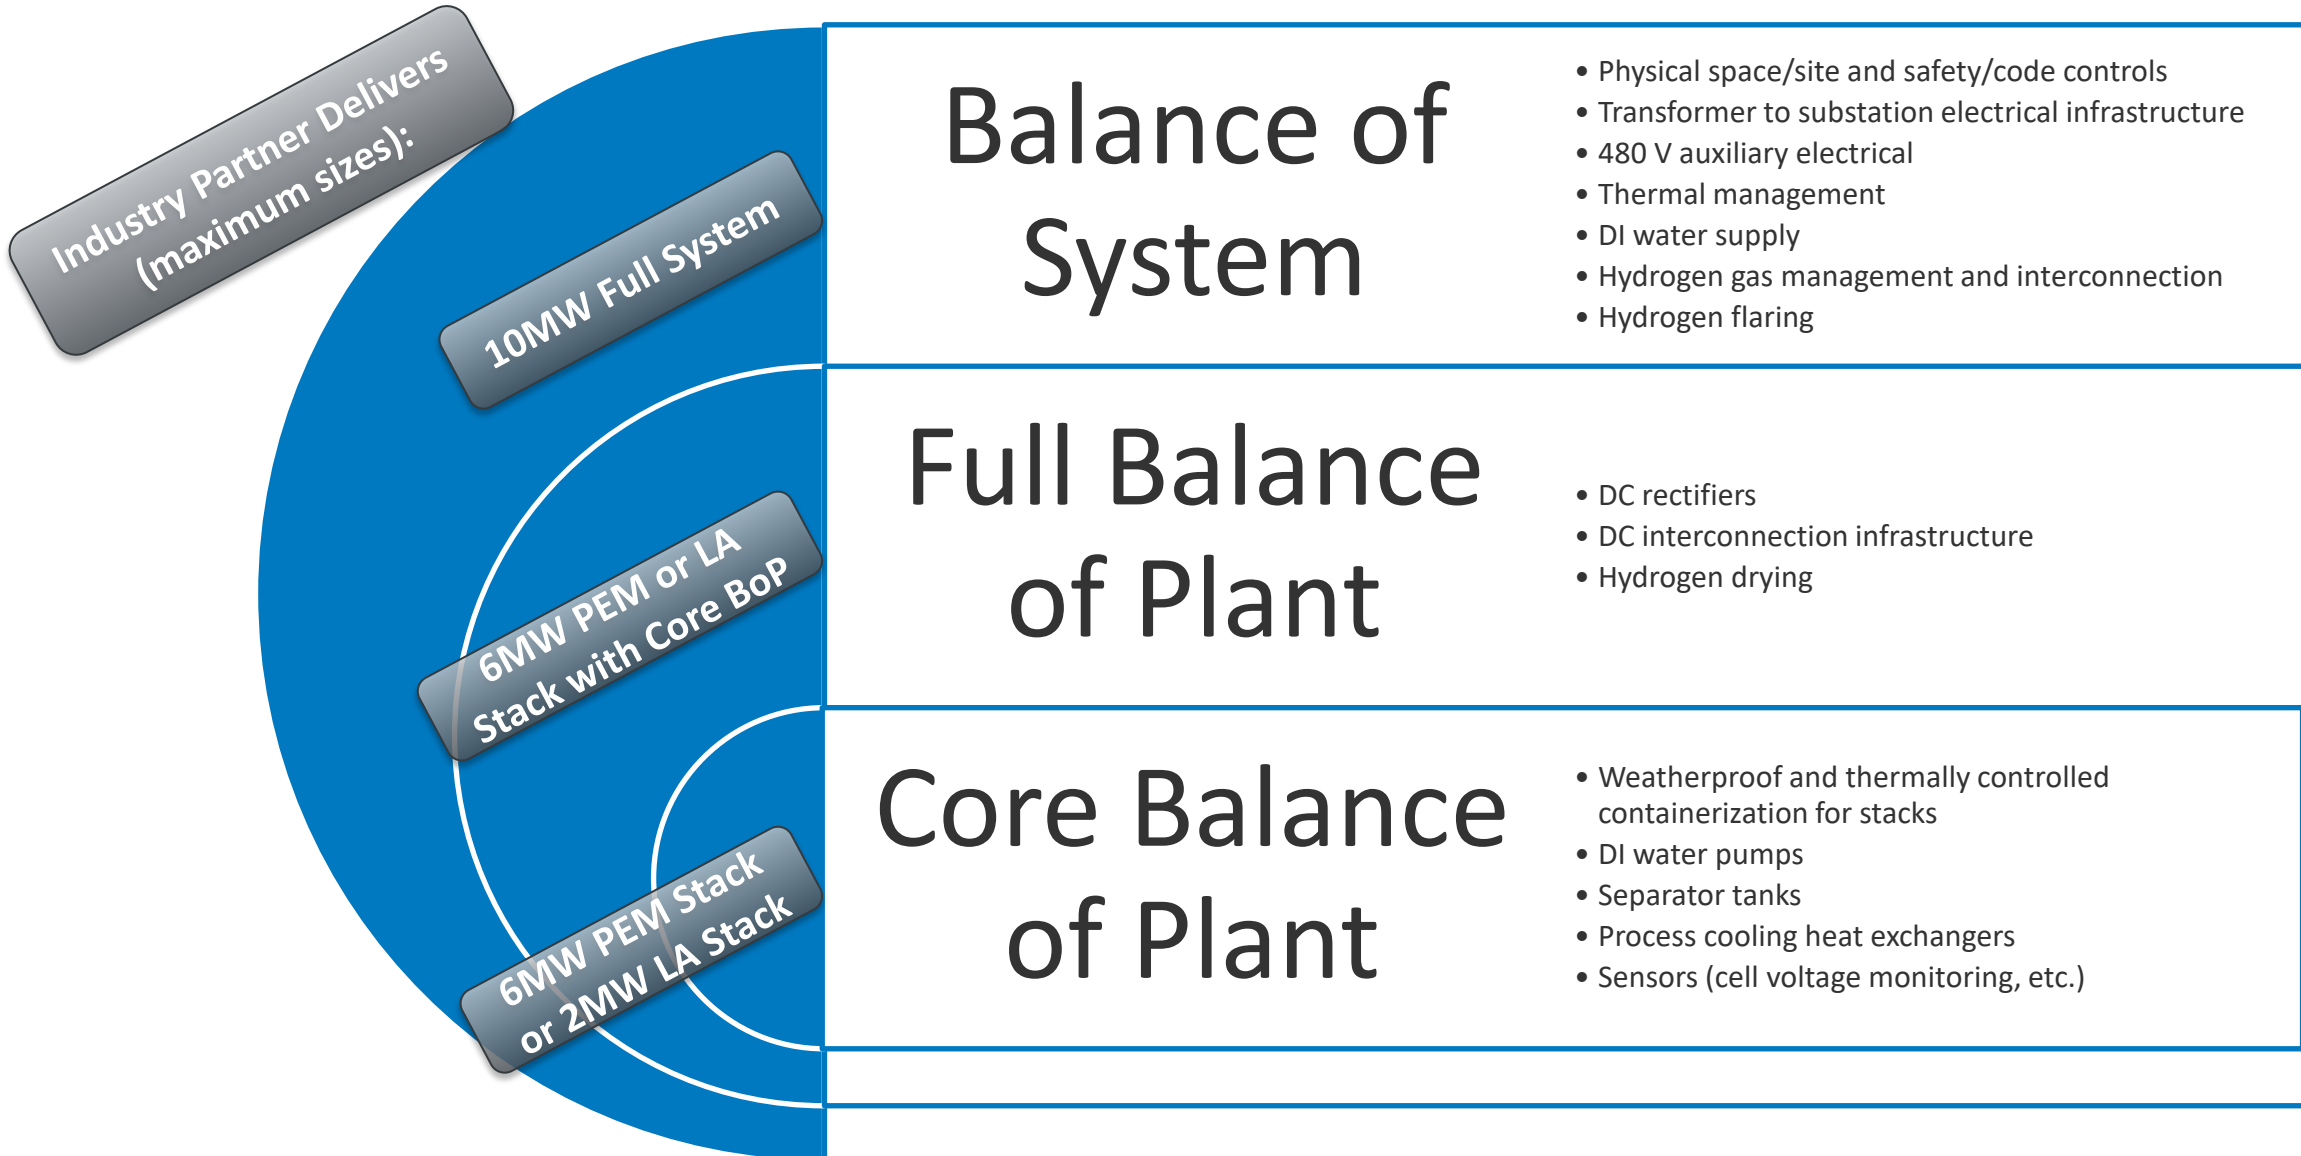 Industry Partner Delivers
(maximum sizes):
10MW Full System
Balance of
System
• Physical space/site and safety/code controls
• Transformer to substation electrical infrastructure
• 480 V auxiliary electrical
• Thermal management
• DI water supply
• Hydrogen gas management and interconnection
• Hydrogen flaring
6MW PEM or LA
Stack with Core BoP
Full Balance
of Plant
• DC rectifiers
• DC interconnection infrastructure
• Hydrogen drying
6MW PEM Stack
or 2MW LA Stack
Core Balance
of Plant
• Weatherproof and thermally controlled
containerization for stacks
• DI water pumps
• Separator tanks
• Process cooling heat exchangers
• Sensors (cell voltage monitoring, etc.)